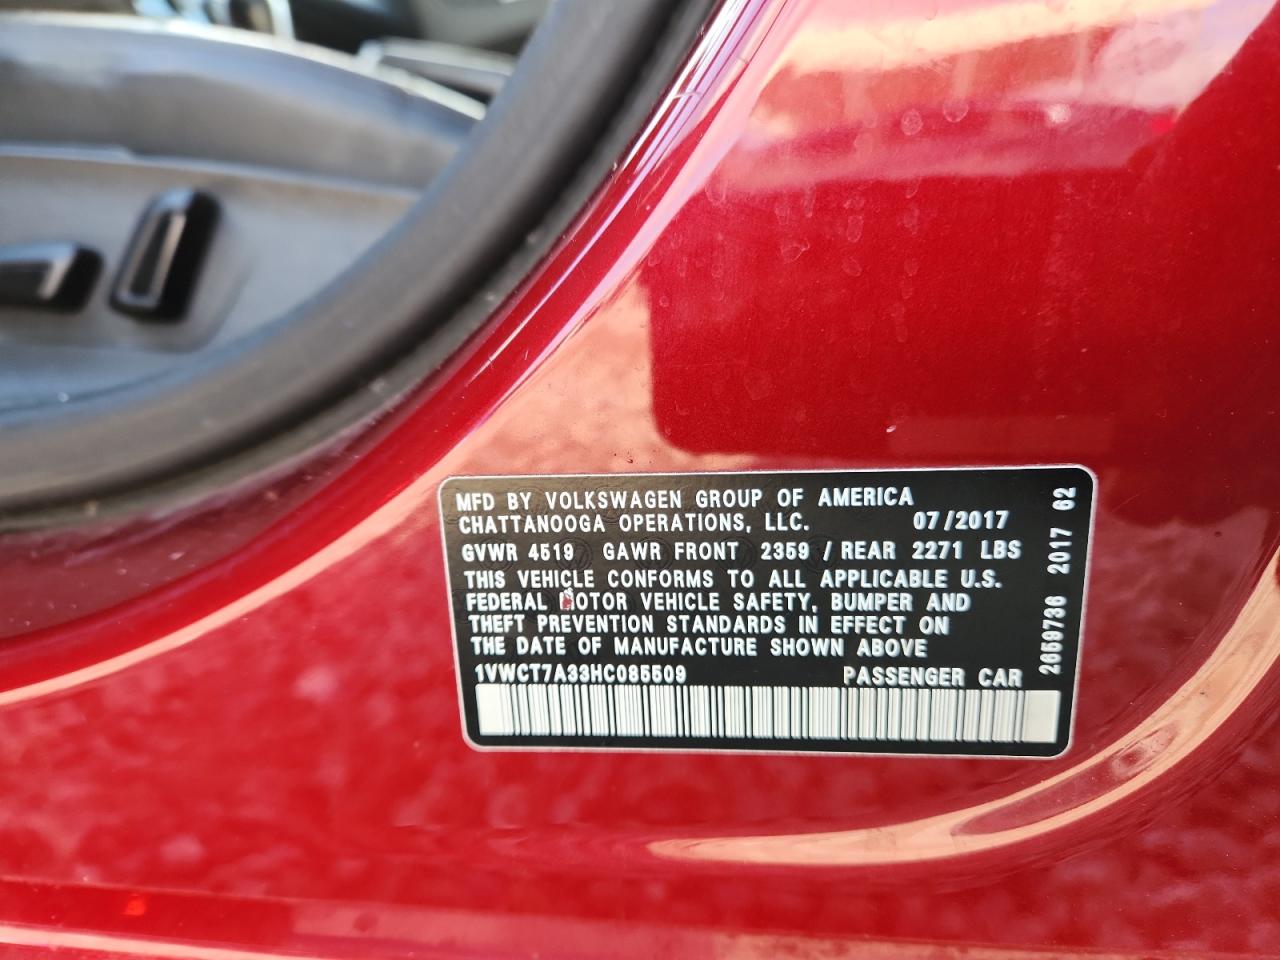 MFD BY VOLKSWAGEN GROUP OF AMERICA
CHATTANOOGA OPERATIONS, LLC. 07/2017
GVWR 4519 GAWR FRONT 2359 / REAR 2271 LBS
THIS VEHICLE CONFORMS TO ALL APPLICABLE U.S.
FEDERAL MOTOR VEHICLE SAFETY, BUMPER AND
THEFT PREVENTION STANDARDS IN EFFECT ON
THE DATE OF MANUFACTURE SHOWN ABOVE
1VWCT7A33HC085509 PASSENGER CAR
2659736 2017 62